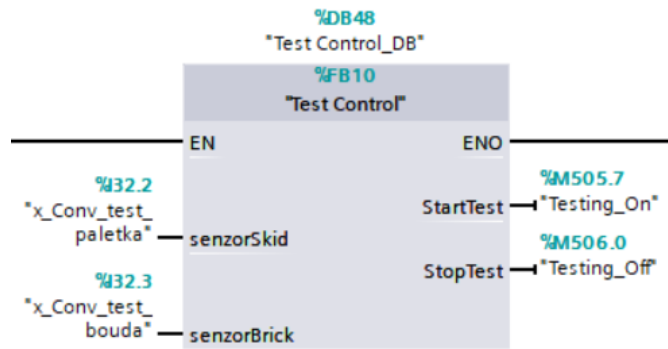 %DB48
"Test Control_DB"
%FB10
"Test Control"
EN
ENO
%I32.2
"x_Conv_test_
paletka"
senzorSkid
%M505.7
StartTest
"Testing_On"
%M506.0
StopTest
"Testing_Off"
%I32.3
"x_Conv_test_
bouda"
senzorBrick